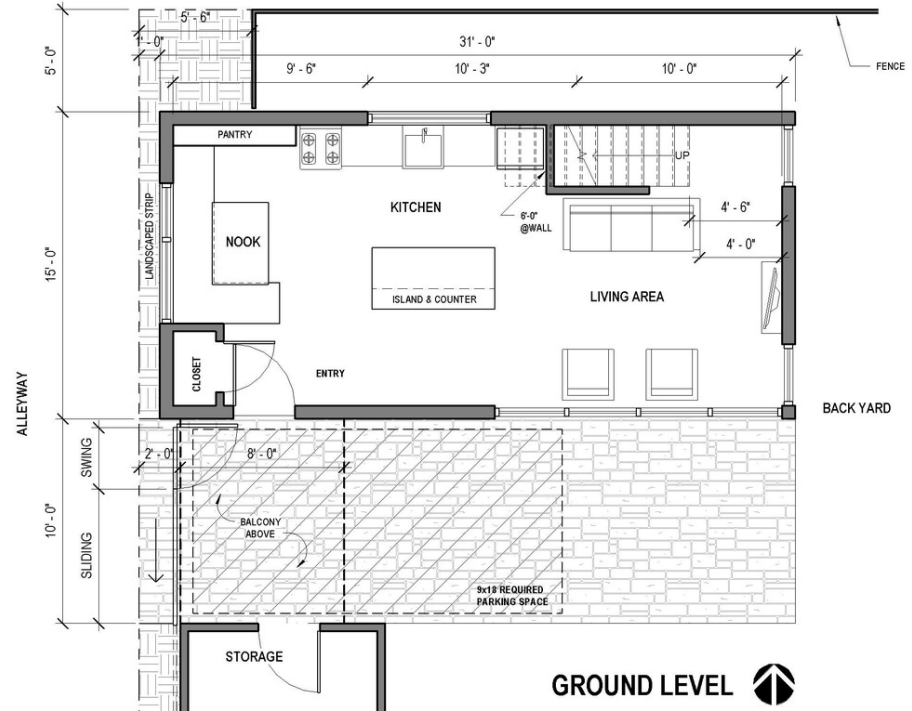 5' - 6"
1' - 0"
31' - 0"
5' - 0"
FENCE
9' - 6"
10' - 3"
10' - 0"
PANTRY
UP
LANDSCAPED STRIP
KITCHEN
6'-0"
@WALL
4' - 6"
NOOK
4' - 0"
15' - 0"
ISLAND & COUNTER
LIVING AREA
CLOSET
ENTRY
ALLEYWAY
BACK YARD
SWING
2' - 0"
8' - 0"
10' - 0"
BALCONY
ABOVE
SLIDING
9x18 REQUIRED
PARKING SPACE
STORAGE
GROUND LEVEL